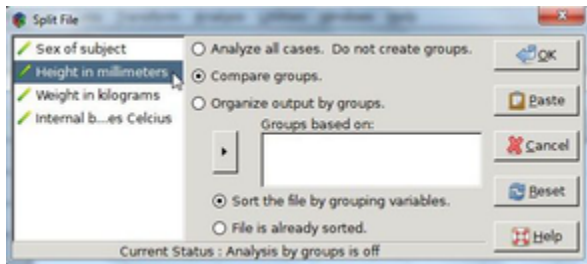 Split File
Sex of subject
Height in millimeters
Weight in kilograms
Internal b...es Celcius
Analyze all cases. Do not create groups.
Compare groups.
Organize output by groups.
Groups based on:
Sort the file by grouping variables.
File is already sorted.
Current Status : Analysis by groups is off
OK
Paste
Cancel
Reset
Help